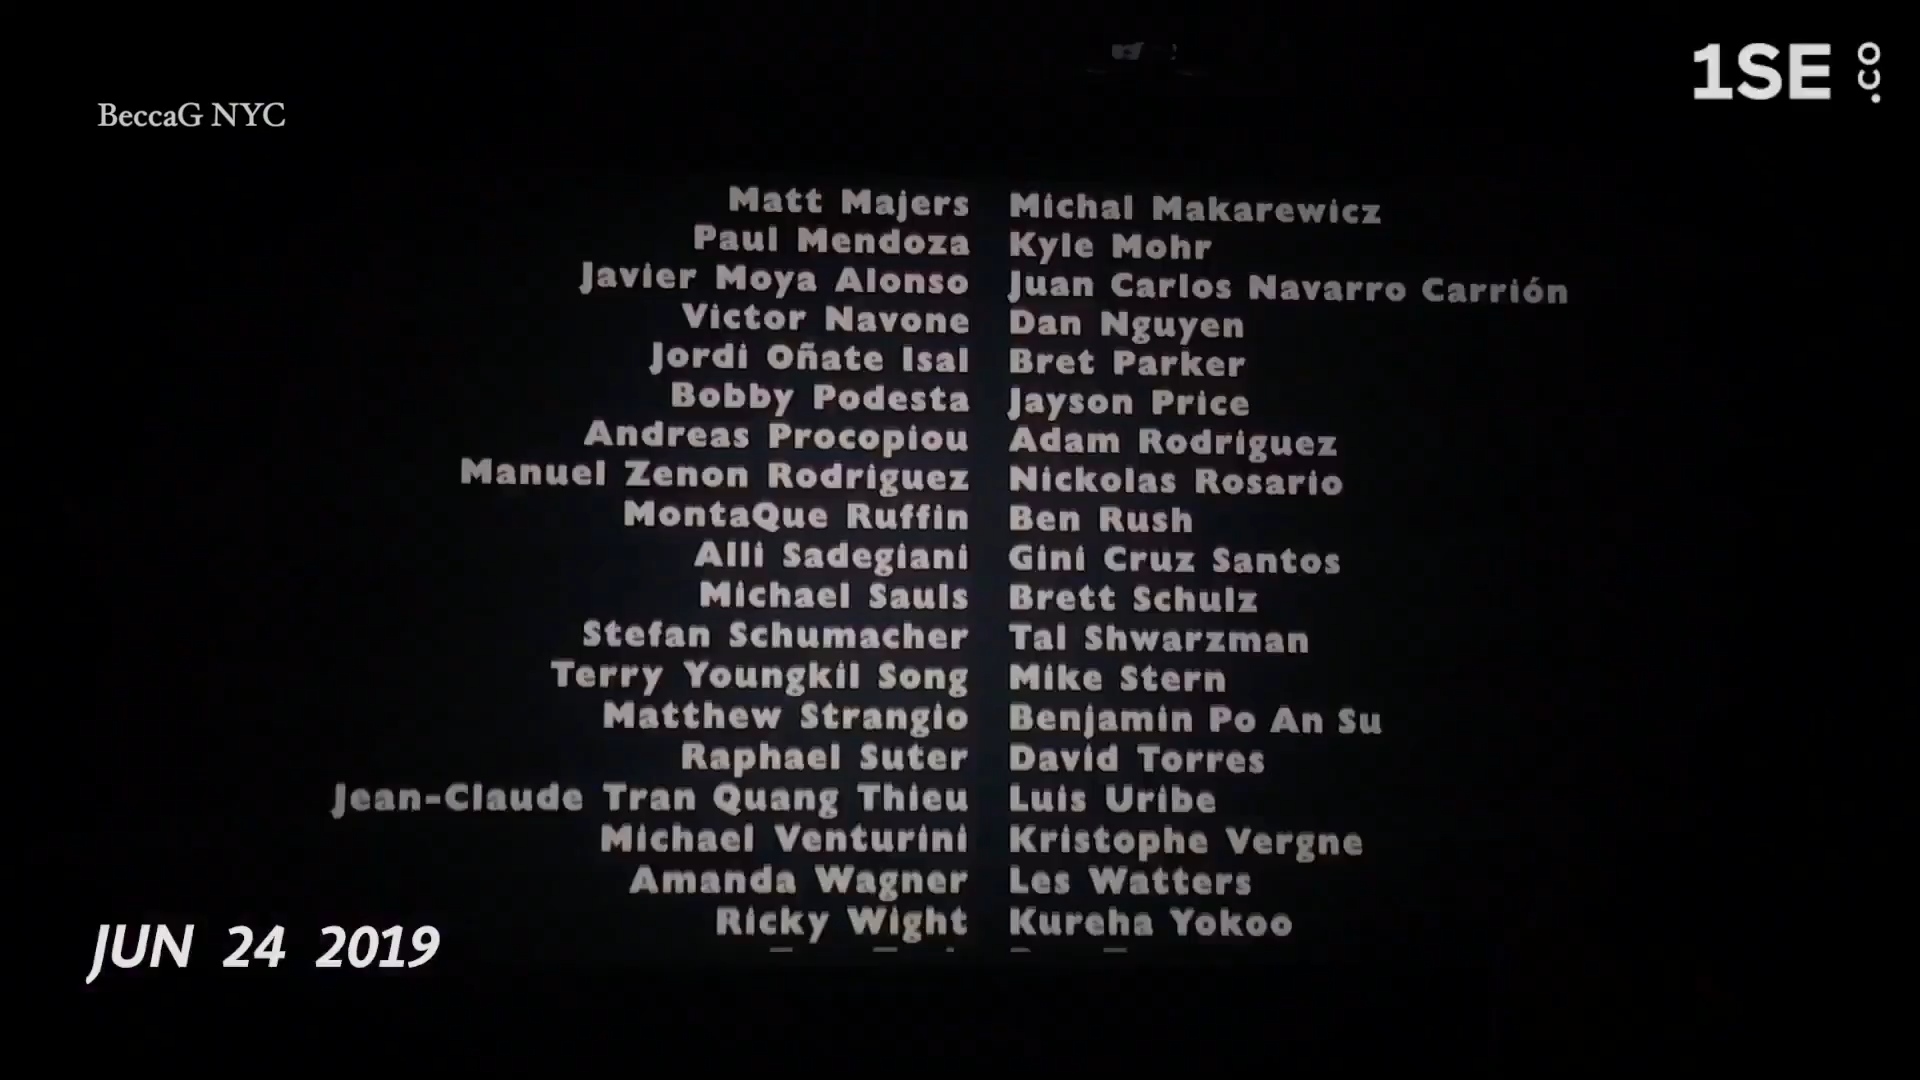 1SE .co
BeccaG NYC
Matt Majers Michal Makarewicz
Paul Mendoza Kyle Mohr
Javier Moya Alonso Juan Carlos Navarro Carrión
Victor Navone Dan Nguyen
Jordi Oñate Isal Bret Parker
Bobby Podesta Jayson Price
Andreas Procopiou Adam Rodriguez
Manuel Zenon Rodriguez Nickolas Rosario
MontaQue Ruffin Ben Rush
Alli Sadegiani Gini Cruz Santos
Michael Sauls Brett Schulz
Stefan Schumacher Tal Shwarzman
Terry Youngkil Song Mike Stern
Matthew Strangio Benjamin Po An Su
Raphael Suter David Torres
Jean-Claude Tran Quang Thieu Luis Uribe
Michael Venturini Kristophe Vergne
Amanda Wagner Les Watters
Ricky Wight Kureha Yokoo
JUN 24 2019